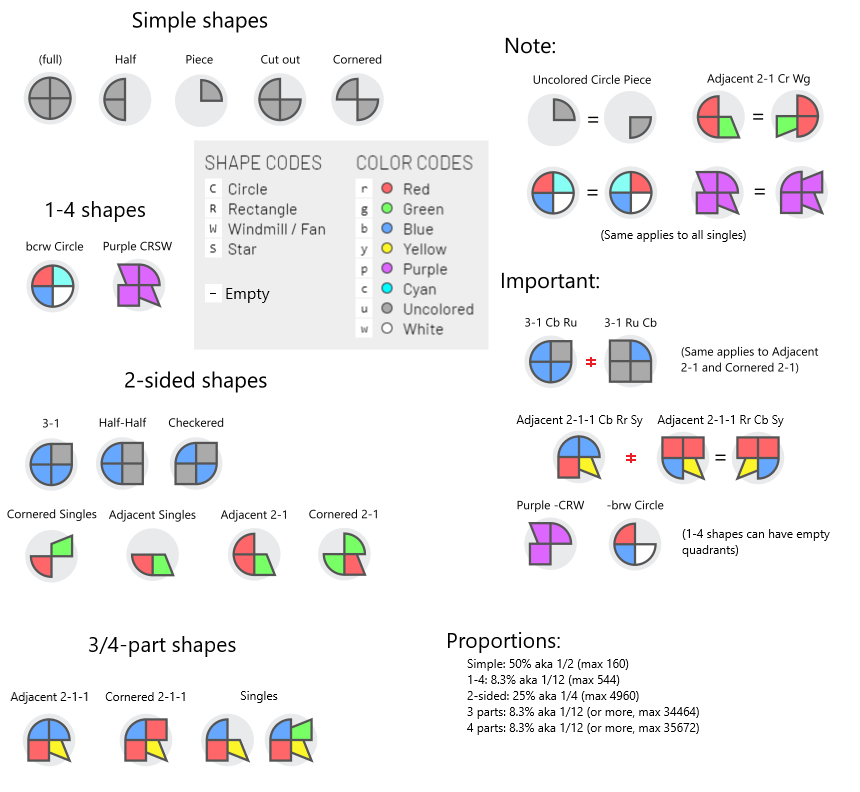 Simple shapes
(full)
Half
Piece
Cut out
Cornered
SHAPE CODES
C Circle
R Rectangle
W Windmill / Fan
S Star
- Empty
COLOR CODES
r Red
g Green
b Blue
y Yellow
p Purple
c Cyan
u Uncolored
w White
1-4 shapes
bcrw Circle
Purple CRSW
2-sided shapes
3-1
Half-Half
Checkered
Cornered Singles
Adjacent Singles
Adjacent 2-1
Cornered 2-1
3/4-part shapes
Adjacent 2-1-1
Cornered 2-1-1
Singles
Note:
Uncolored Circle Piece
Adjacent 2-1 Cr Wg
=
=
=
=
(Same applies to all singles)
Important:
3-1 Cb Ru
3-1 Ru Cb
≠
(Same applies to Adjacent
2-1 and Cornered 2-1)
Adjacent 2-1-1 Cb Rr Sy
Adjacent 2-1-1 Rr Cb Sy
≠
=
Purple -CRW
-brw Circle
(1-4 shapes can have empty
quadrants)
Proportions:
Simple: 50% aka 1/2 (max 160)
1-4: 8.3% aka 1/12 (max 544)
2-sided: 25% aka 1/4 (max 4960)
3 parts: 8.3% aka 1/12 (or more, max 34464)
4 parts: 8.3% aka 1/12 (or more, max 35672)